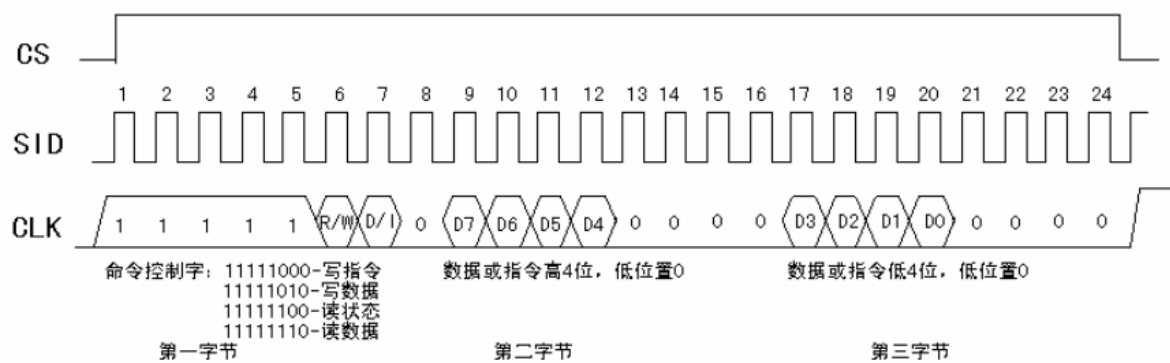 CS
1 2 3 4 5 6 7 8 9 10 11 12 13 14 15 16 17 18 19 20 21 22 23 24
SID
CLK 1 1 1 1 1 R/W D/I 0 D7 D6 D5 D4 0 0 0 0 D3 D2 D1 D0 0 0 0 0
命令控制字: 11111000-写指令 数据或指令高4位, 低位置0 数据或指令低4位, 低位置0
11111010-写数据
11111100-读状态
11111110-读数据
第一字节 第二字节 第三字节